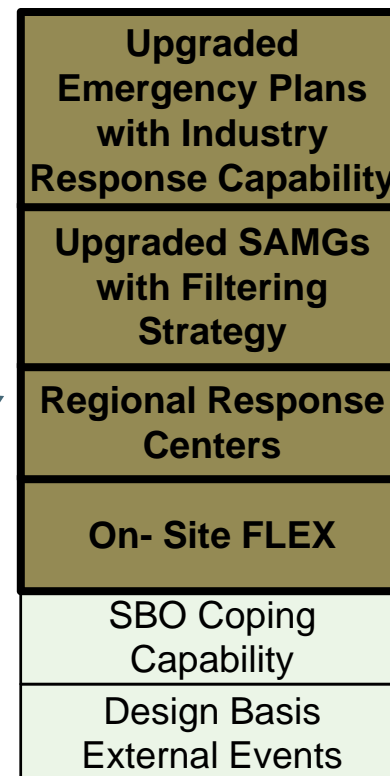 Upgraded
Emergency Plans
with Industry
Response Capability
Upgraded SAMGs
with Filtering
Strategy
Regional Response
Centers
On- Site FLEX
SBO Coping
Capability
Design Basis
External Events